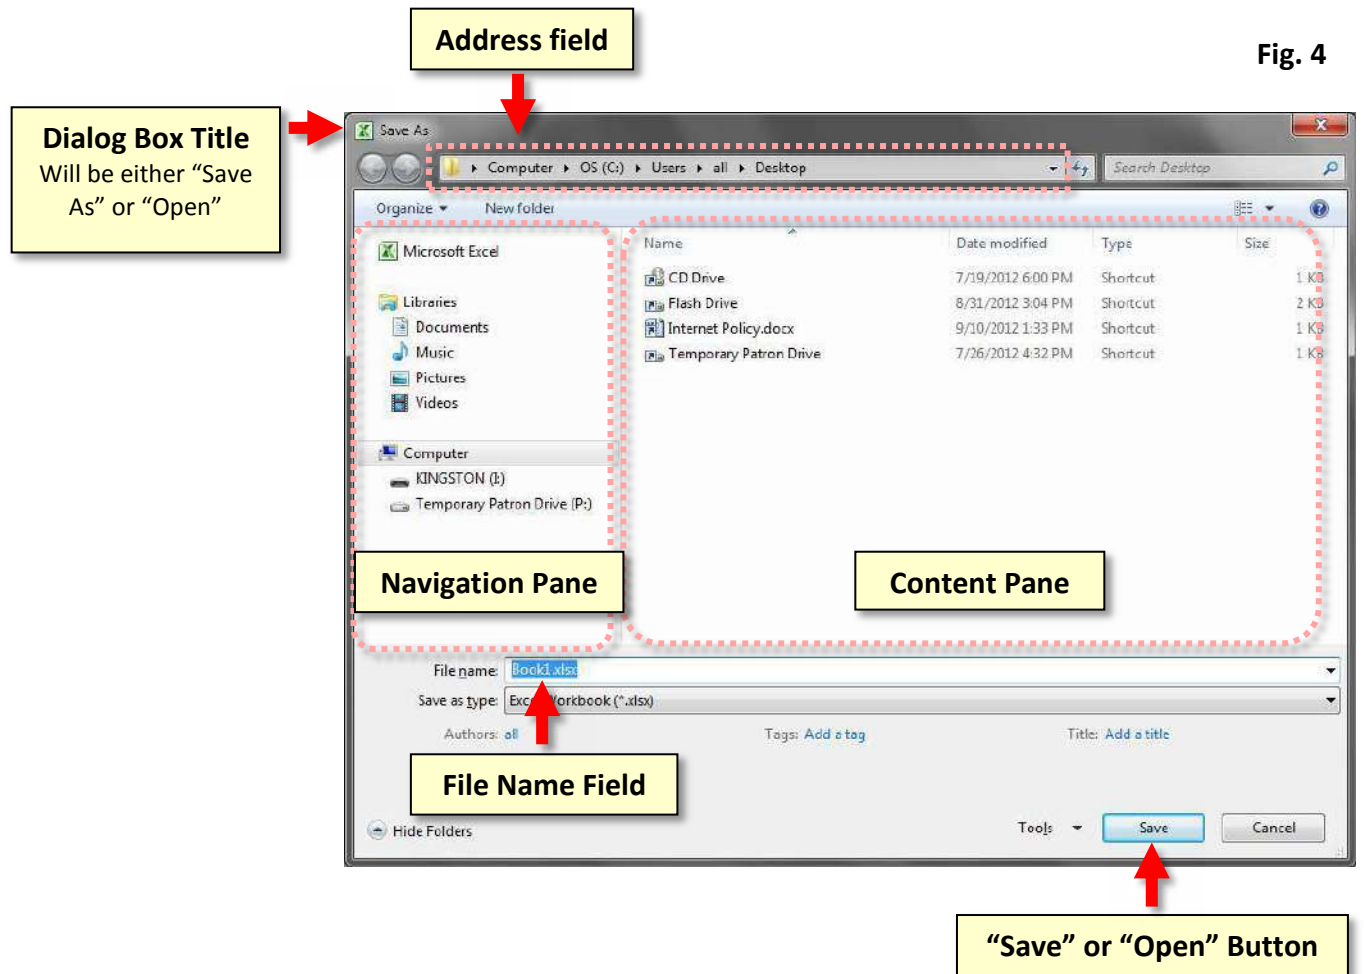 Address field
Fig. 4
Dialog Box Title
Will be either “Save
As” or “Open”
Save As
Computer OS (C:) Users all Desktop
Search Desktop
Organize New folder
Microsoft Excel
Libraries
Documents
Music
Pictures
Videos
Computer
KINGSTON (I:)
Temporary Patron Drive (P:)
Navigation Pane
Name Date modified Type Size
CD Drive 7/19/2012 6:00 PM Shortcut 1 KB
Flash Drive 8/31/2012 3:04 PM Shortcut 2 KB
Internet Policy.docx 9/10/2012 1:33 PM Shortcut 1 KB
Temporary Patron Drive 7/26/2012 4:32 PM Shortcut 1 KB
Content Pane
File name: Book1.xlsx
Save as type: Excel Workbook (*.xlsx)
Authors: all Tags: Add a tag Title: Add a title
File Name Field
Hide Folders Tools Save Cancel
“Save” or “Open” Button